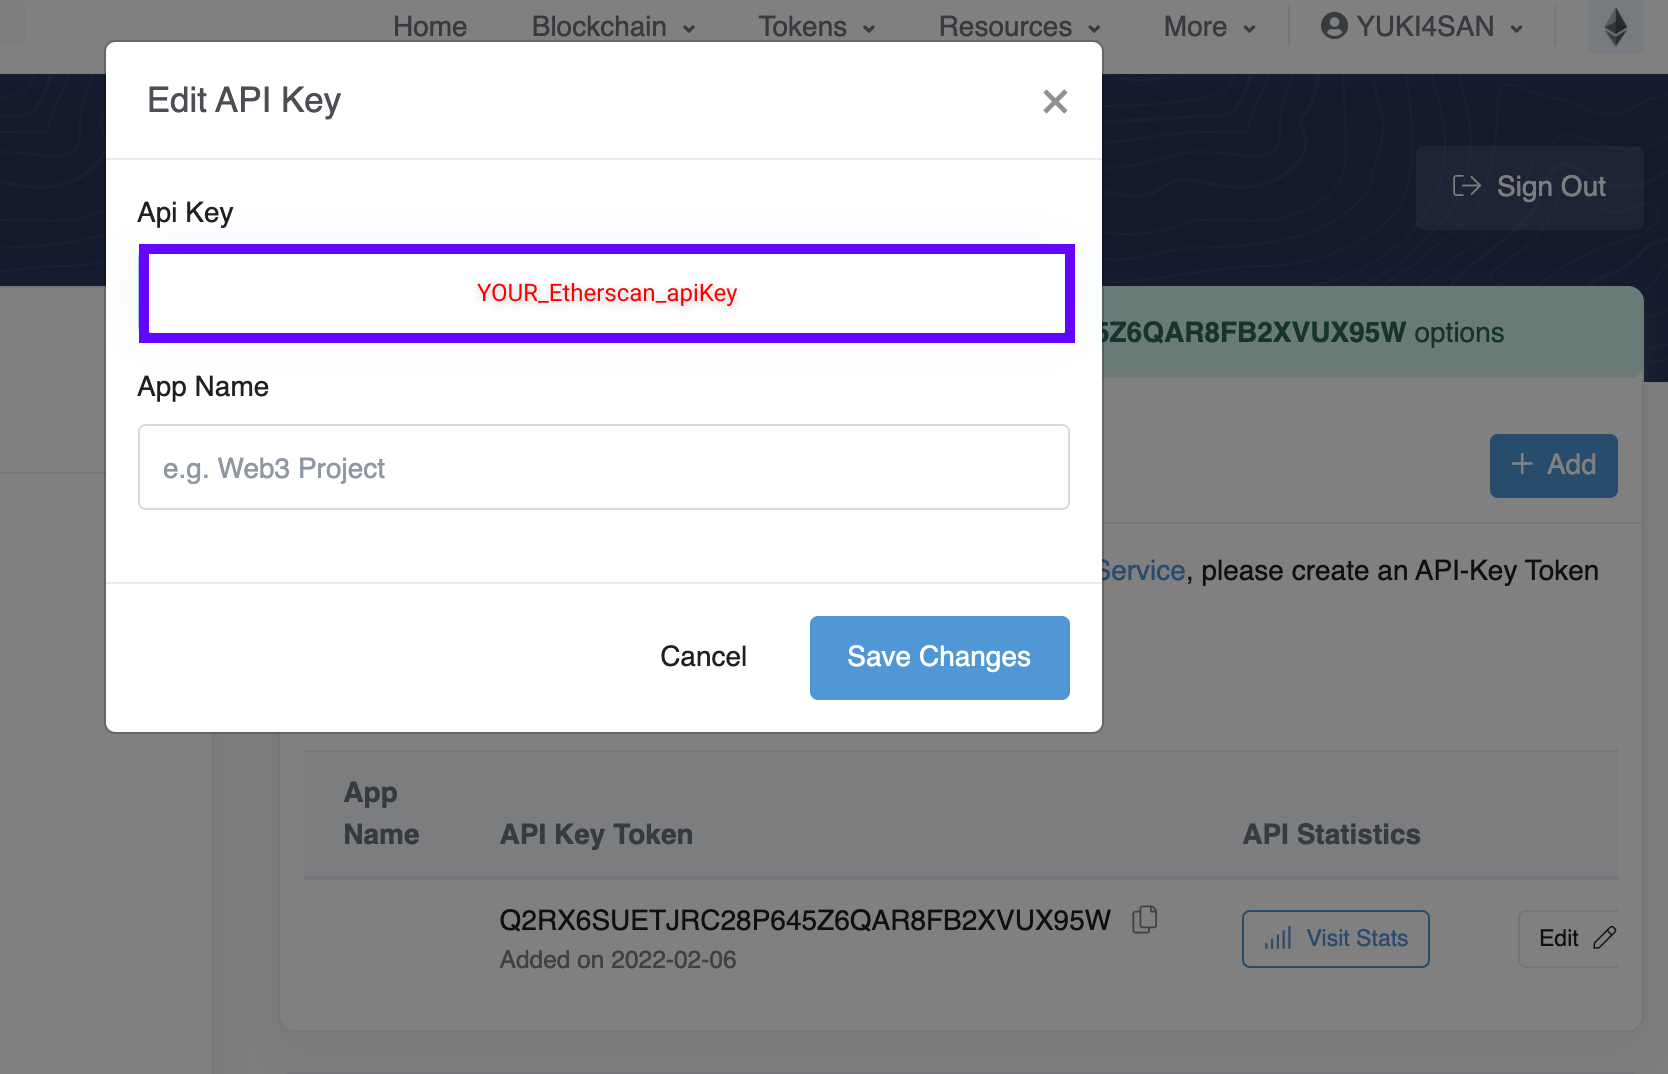 Home Blockchain Tokens Resources More YUKI4SAN
Edit API Key
Sign Out
Api Key
YOUR_Etherscan_apiKey
5Z6QAR8FB2XVUX95W options
App Name
e.g. Web3 Project
+ Add
Service, please create an API-Key Token
Cancel Save Changes
App Name API Key Token API Statistics
Q2RX6SUETJRC28P645Z6QAR8FB2XVUX95W
Added on 2022-02-06
Visit Stats Edit